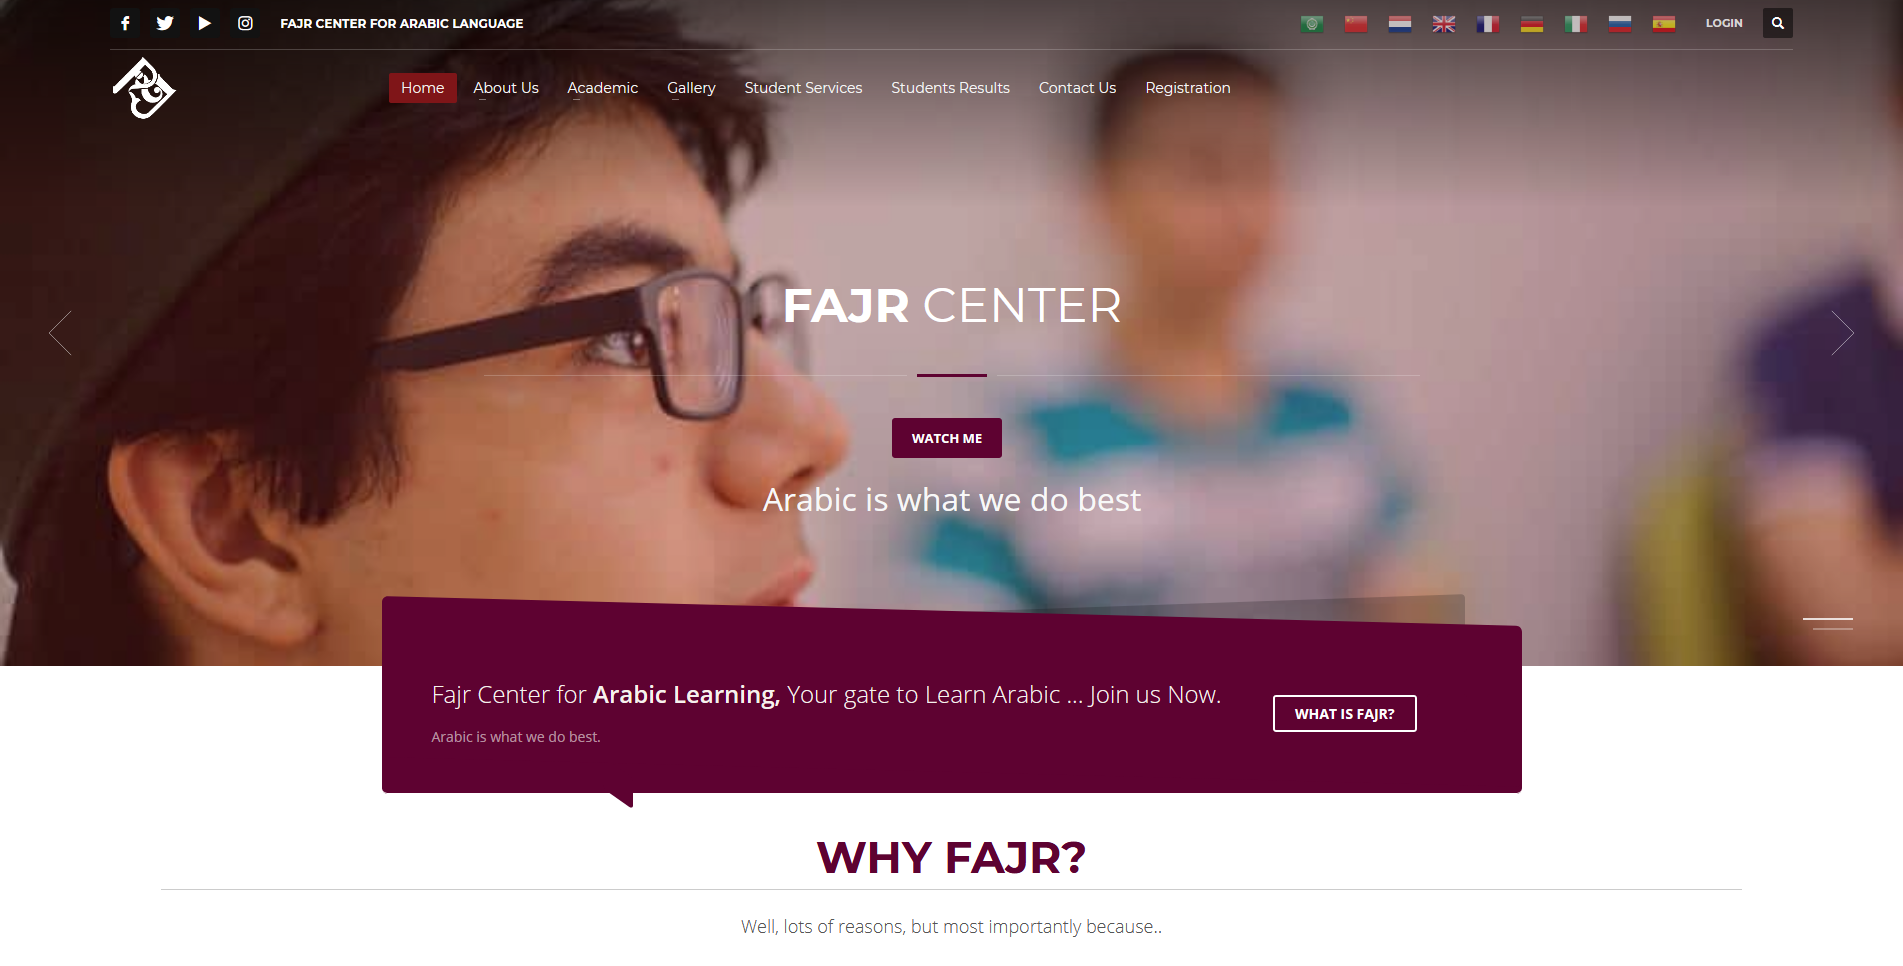 FAJR CENTER FOR ARABIC LANGUAGE
LOGIN
Home About Us Academic Gallery Student Services Students Results Contact Us Registration
FAJR CENTER
WATCH ME
Arabic is what we do best
Fajr Center for Arabic Learning, Your gate to Learn Arabic ... Join us Now.
WHAT IS FAJR?
Arabic is what we do best.
WHY FAJR?
Well, lots of reasons, but most importantly because..